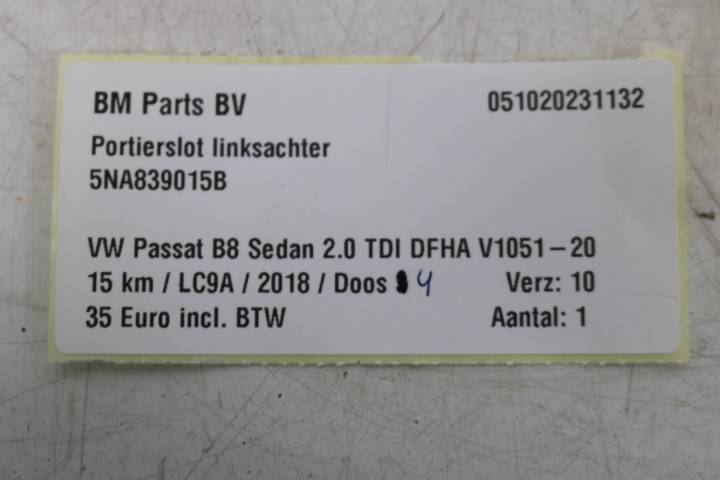 BM Parts BV 051020231132
Portierslot linksachter
5NA839015B
VW Passat B8 Sedan 2.0 TDI DFHA V1051-20
15 km / LC9A / 2018 / Doos 4 Verz: 10
35 Euro incl. BTW Aantal: 1